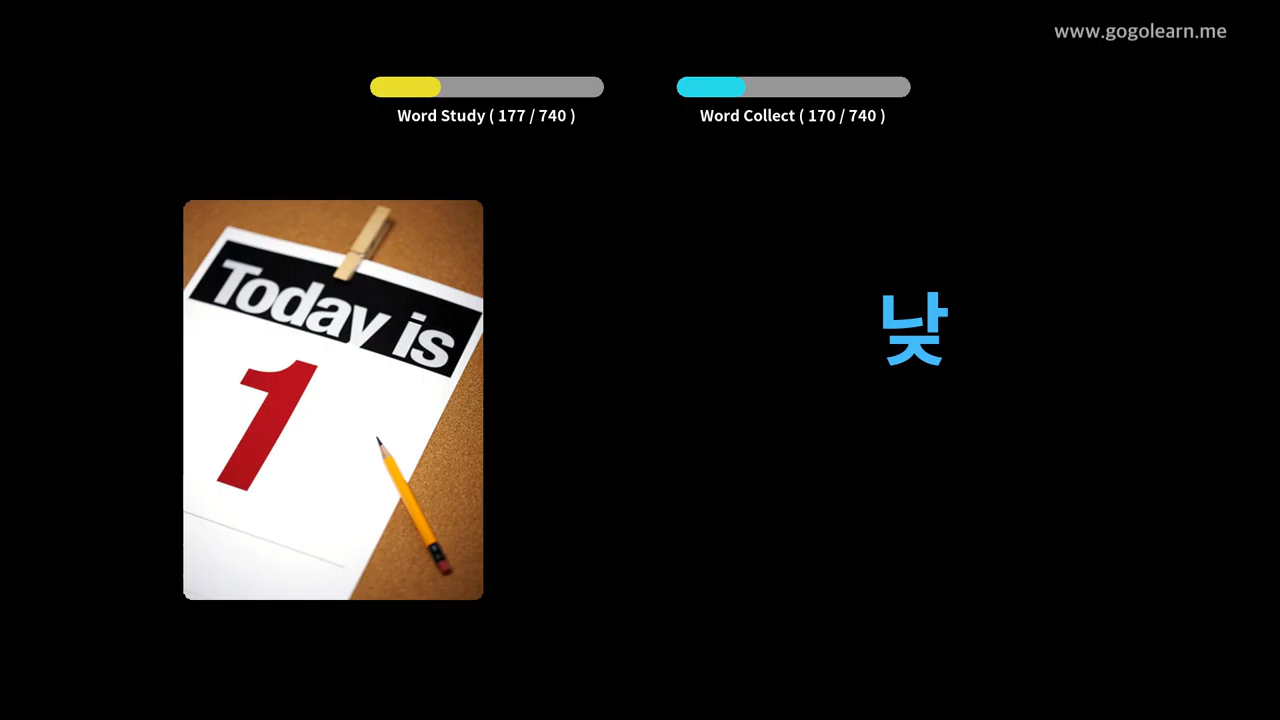 www.gogolearn.me
Word Study ( 177 / 740 )
Word Collect ( 170 / 740 )
Today is
1
낮